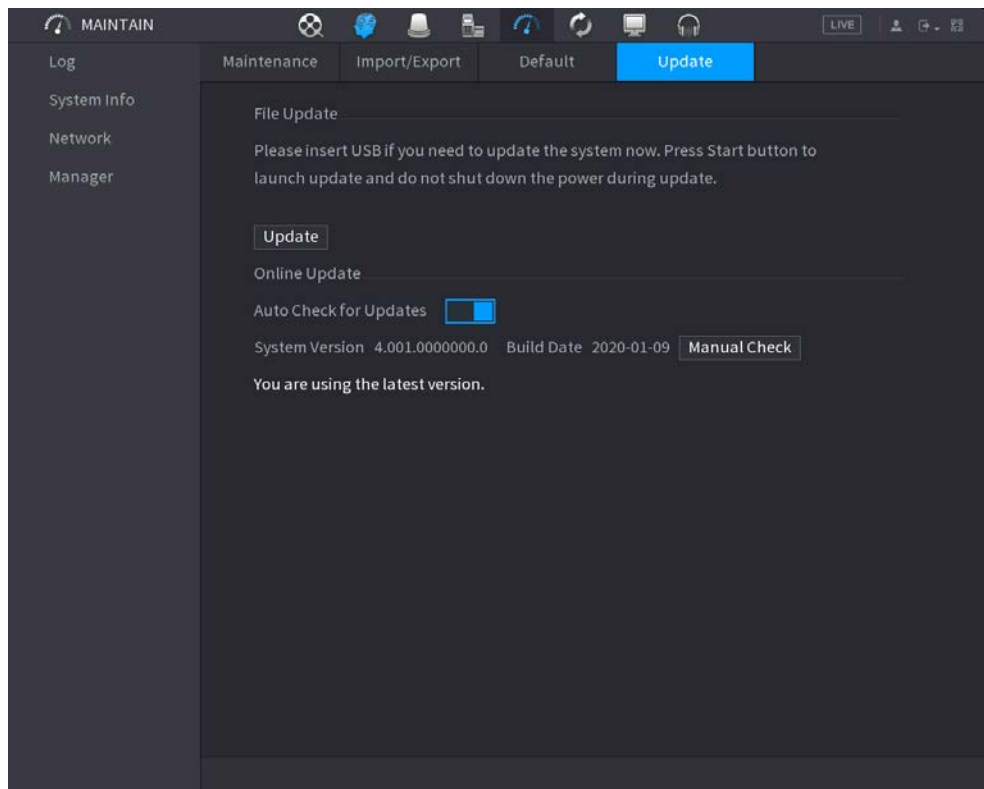 MAINTAIN
LIVE
Log
System Info
Network
Manager
Maintenance Import/Export Default Update
File Update
Please insert USB if you need to update the system now. Press Start button to
launch update and do not shut down the power during update.
Update
Online Update
Auto Check for Updates
System Version 4.001.0000000.0 Build Date 2020-01-09 Manual Check
You are using the latest version.